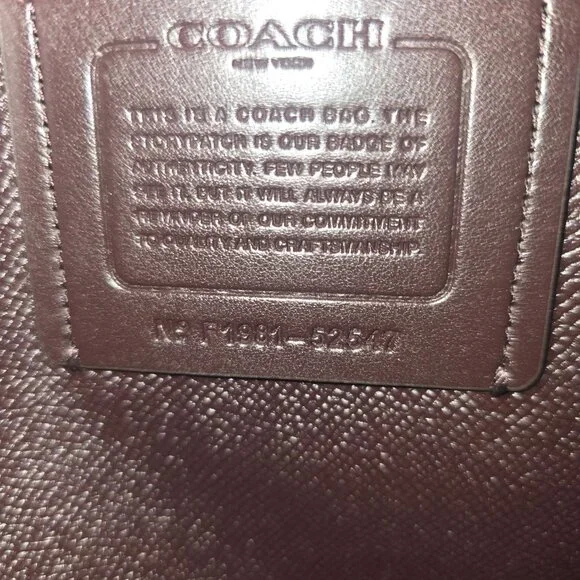 COACH
NEW YORK
THIS IS A COACH BAG. THE
STORYPATCH IS OUR BADGE OF
AUTHENTICITY. FEW PEOPLE MAY
SEE IT, BUT IT WILL ALWAYS BE A
REMINDER OF OUR COMMITMENT
TO QUALITY AND CRAFTSMANSHIP.
Nº F1981-52647